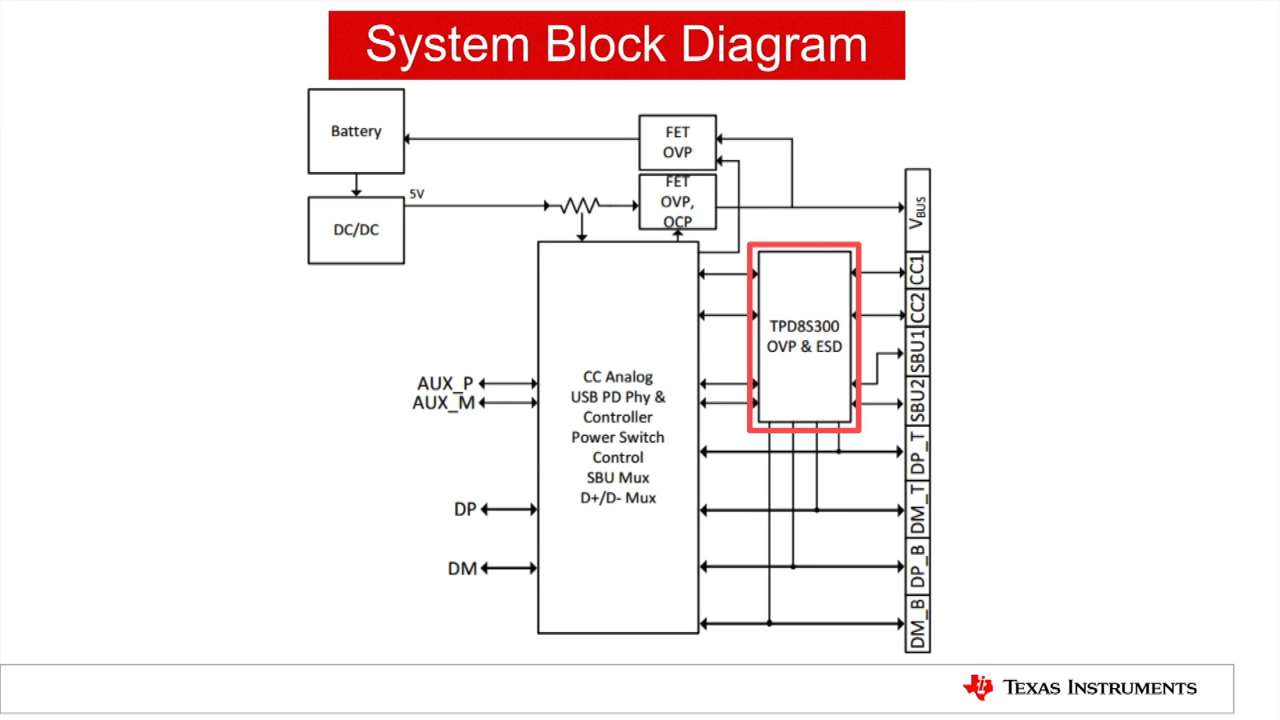 System Block Diagram
Battery
FET
OVP
5V
FET
OVP,
OCP
DC/DC
VBUS
CC1
CC2
SBU1
SBU2
DP_T
DM_T
DP_B
DM_B
TPD8S300
OVP & ESD
CC Analog
USB PD Phy &
Controller
Power Switch
Control
SBU Mux
D+/D- Mux
AUX_P
AUX_M
DP
DM
TEXAS INSTRUMENTS